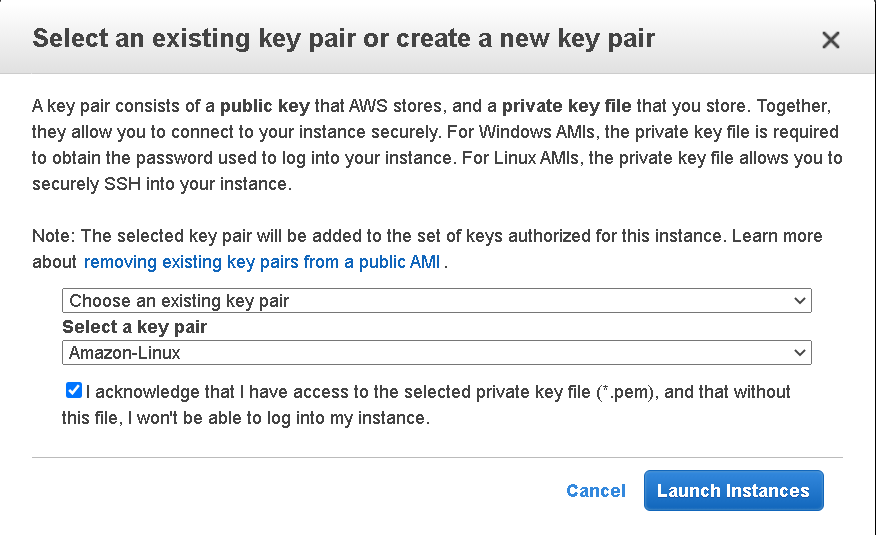 Select an existing key pair or create a new key pair
A key pair consists of a public key that AWS stores, and a private key file that you store. Together,
they allow you to connect to your instance securely. For Windows AMIs, the private key file is required
to obtain the password used to log into your instance. For Linux AMIs, the private key file allows you to
securely SSH into your instance.
Note: The selected key pair will be added to the set of keys authorized for this instance. Learn more
about removing existing key pairs from a public AMI .
Choose an existing key pair
Select a key pair
Amazon-Linux
I acknowledge that I have access to the selected private key file (*.pem), and that without
this file, I won't be able to log into my instance.
Cancel Launch Instances